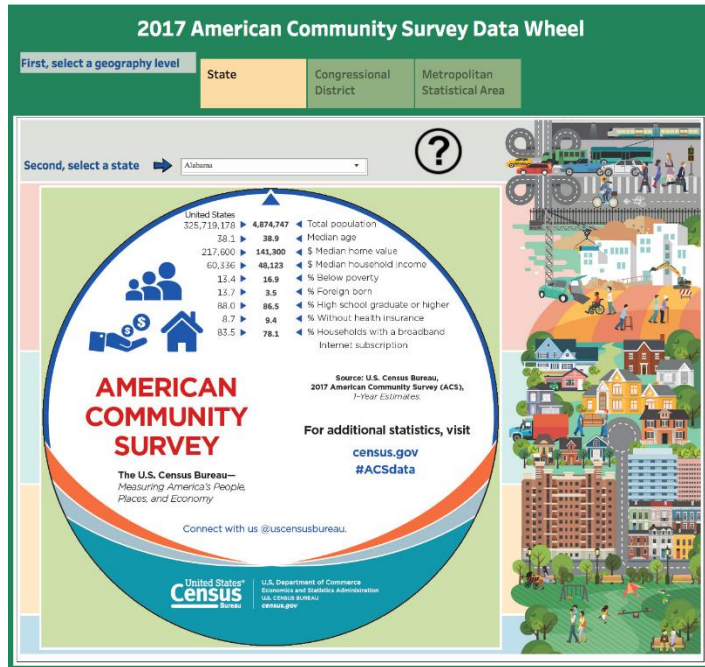 2017 American Community Survey Data Wheel
First, select a geography level
State
Congressional
District
Metropolitan
Statistical Area
Second, select a state
Alabama
?
United States
325,719,178 4,874,747 Total population
38.1 38.9 Median age
217,600 141,300 $ Median home value
60,336 48,123 $ Median household income
13.4 16.9 % Below poverty
13.7 3.5 % Foreign born
88.0 86.5 % High school graduate or higher
8.7 9.4 % Without health insurance
83.5 78.1 % Households with a broadband
Internet subscription
$ $
AMERICAN
COMMUNITY
SURVEY
Source: U.S. Census Bureau,
2017 American Community Survey (ACS),
1-Year Estimates.
For additional statistics, visit
census.gov
#ACSdata
The U.S. Census Bureau—
Measuring America's People,
Places, and Economy
Connect with us @uscensusbureau.
United States®
Census
Bureau
U.S. Department of Commerce
Economics and Statistics Administration
U.S. CENSUS BUREAU
census.gov